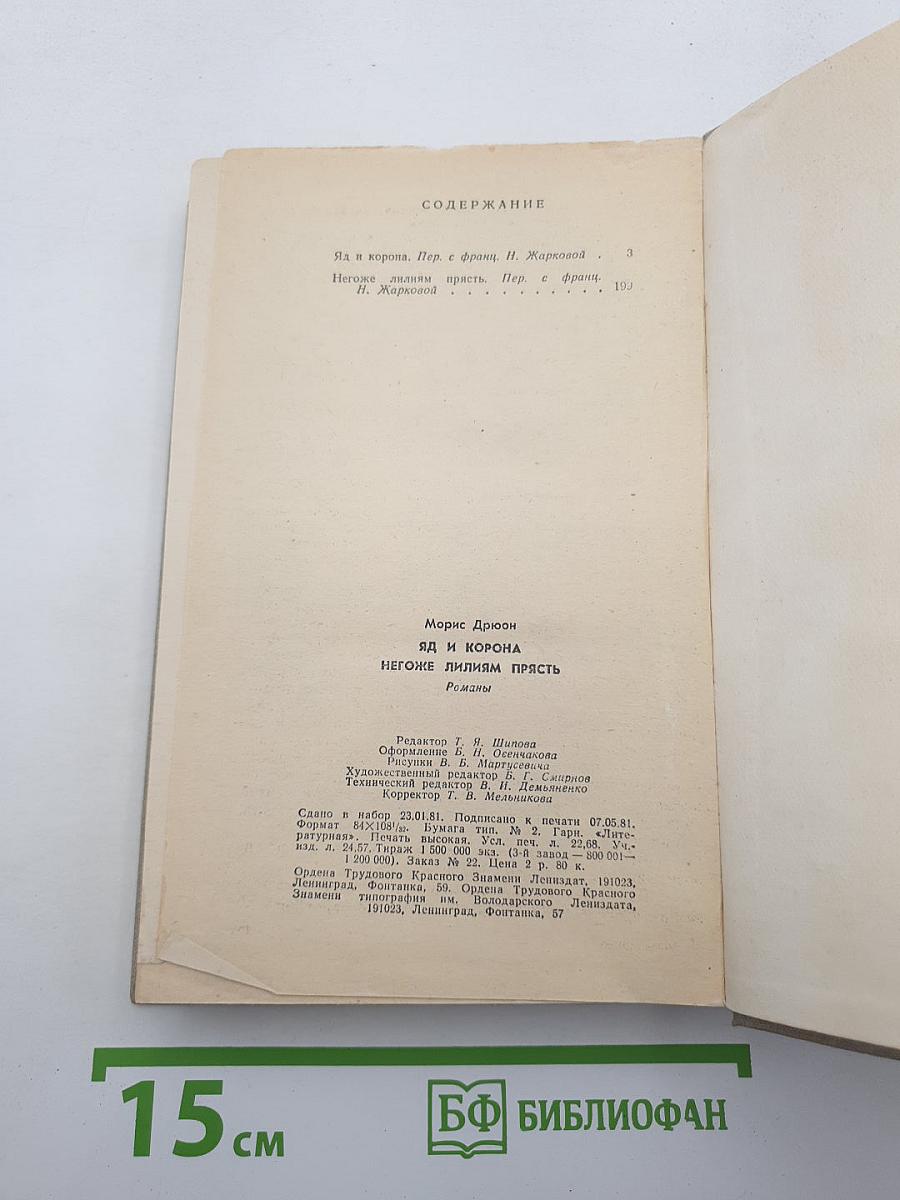 СОДЕРЖАНИЕ
Яд и корона. Пер. с франц. Н. Жарковой . 3
Негоже лилиям прясть. Пер. с франц.
Н. Жарковой . . . . . . . . . . 199
Морис Дрюон
ЯД И КОРОНА
НЕГОЖЕ ЛИЛИЯМ ПРЯСТЬ
Романы
Редактор Т. Я. Шипова
Оформление Б. Н. Осенчакова
Рисунки В. Б. Мартусевича
Художественный редактор Б. Г. Смирнов
Технический редактор В. И. Демьяненко
Корректор Т. В. Мельникова
Сдано в набор 23.01.81. Подписано к печати 07.05.81.
Формат 84×108¹/₃₂. Бумага тип. № 2. Гарн. «Лите-
ратурная». Печать высокая. Усл. печ. л. 22,68. Уч.-
изд. л. 24,57. Тираж 1 500 000 экз. (3-й завод — 800 001—
1 200 000). Заказ № 22. Цена 2 р. 80 к.
Ордена Трудового Красного Знамени Лениздат, 191023,
Ленинград, Фонтанка, 59. Ордена Трудового Красного
Знамени типография им. Володарского Лениздата,
191023, Ленинград, Фонтанка, 57
15 см
БФ БИБЛИОФАН